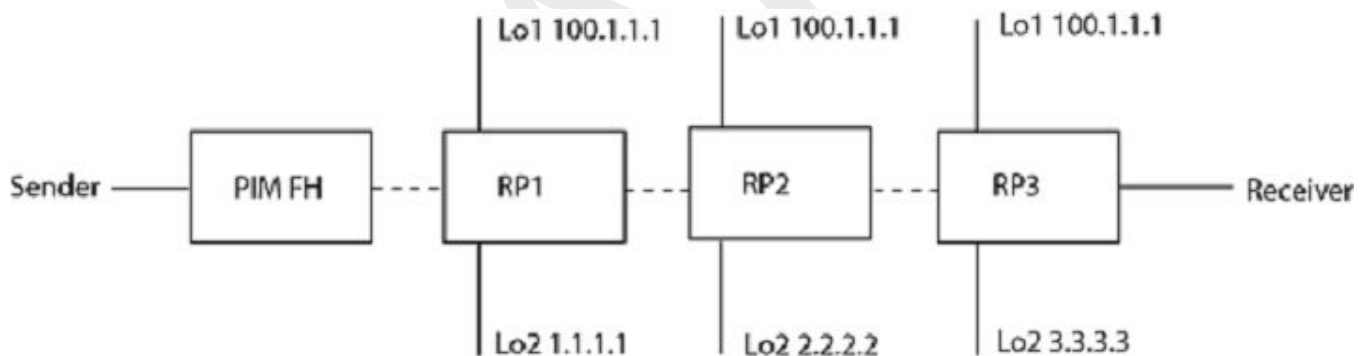 Lo1 100.1.1.1
Lo1 100.1.1.1
Lo1 100.1.1.1
Sender
PIM FH
RP1
RP2
RP3
Receiver
Lo2 1.1.1.1
Lo2 2.2.2.2
Lo2 3.3.3.3